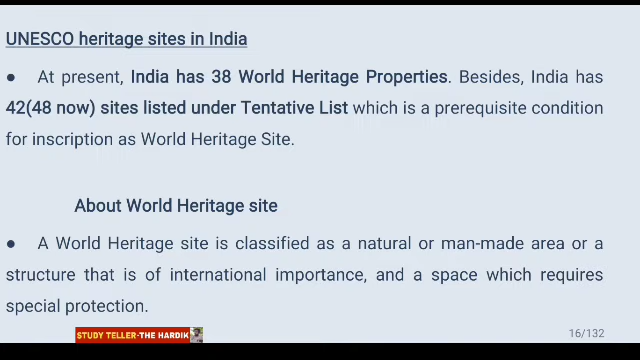 UNESCO heritage sites in India
● At present, India has 38 World Heritage Properties. Besides, India has
42(48 now) sites listed under Tentative List which is a prerequisite condition
for inscription as World Heritage Site.
About World Heritage site
● A World Heritage site is classified as a natural or man-made area or a
structure that is of international importance, and a space which requires
special protection.
STUDY TELLER-THE HARDIK
16/132